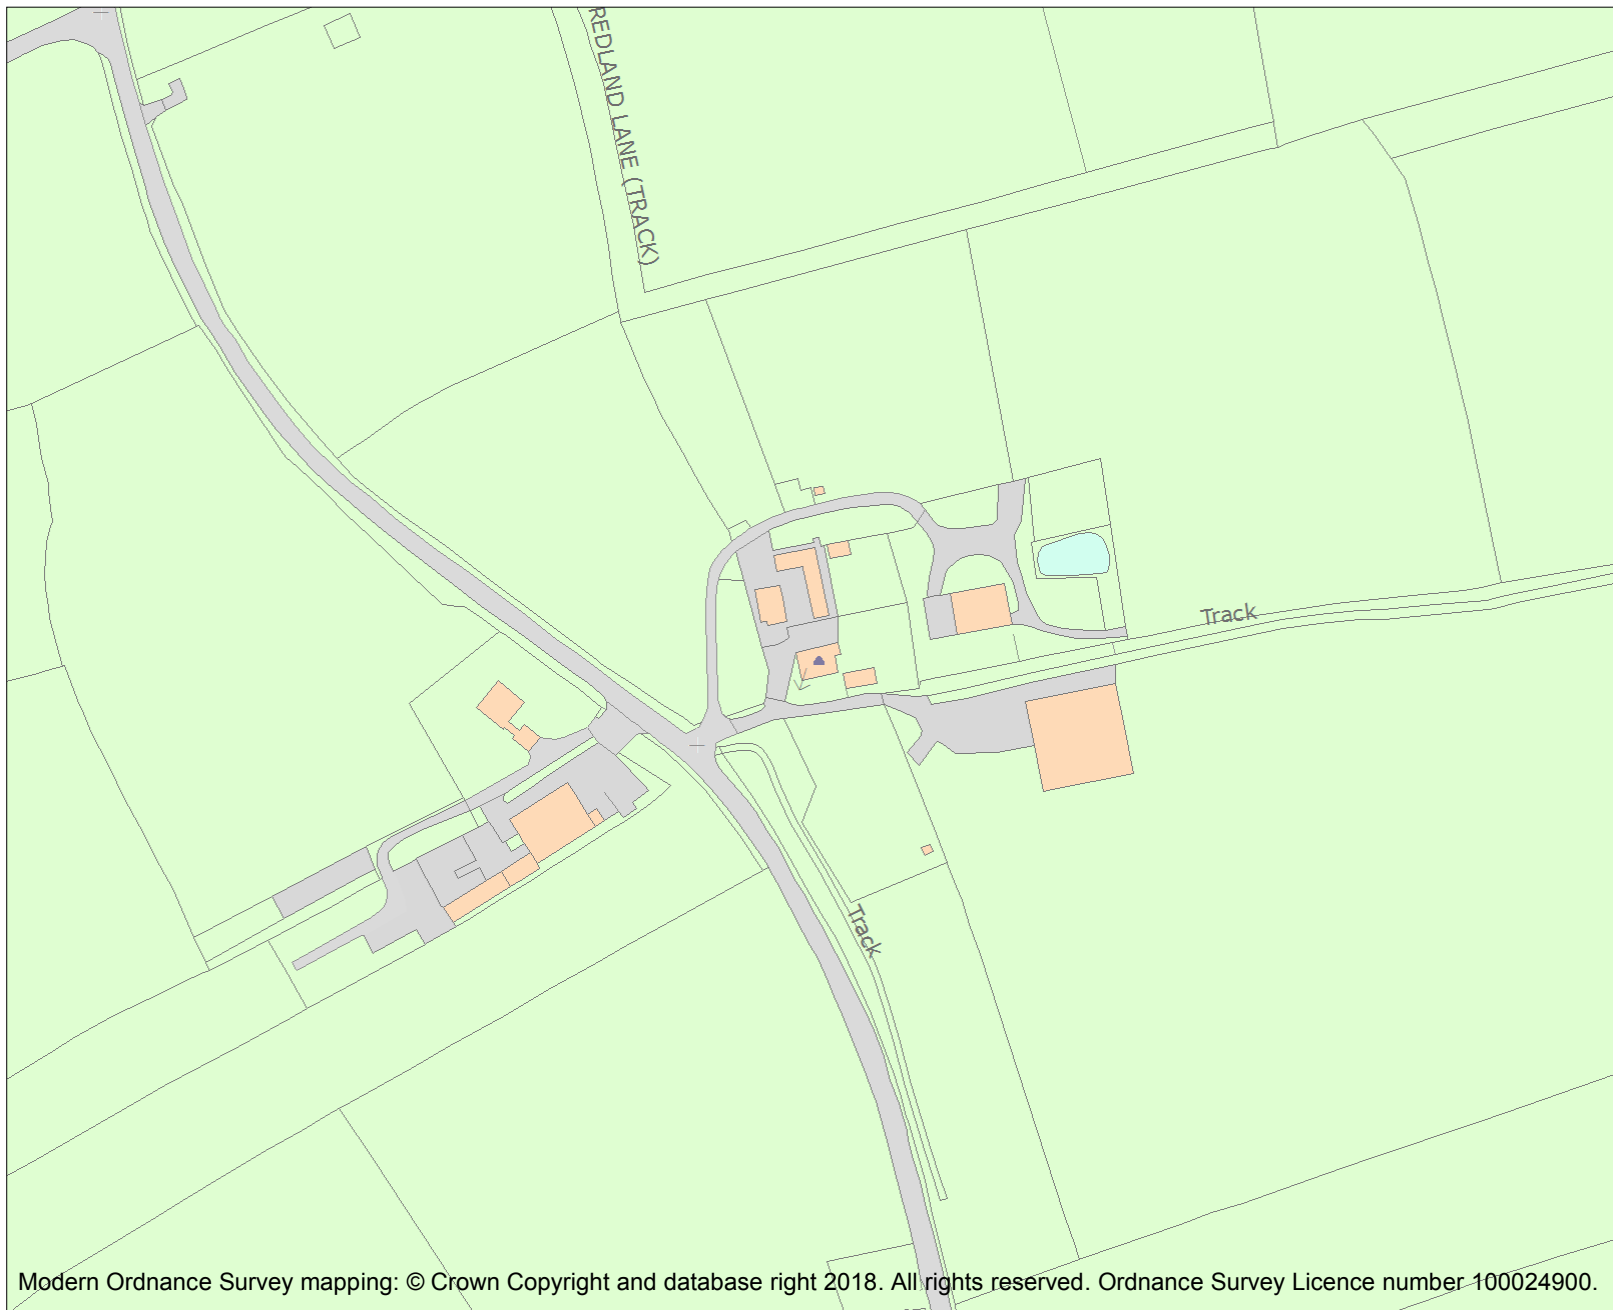 REDLAND LANE (TRACK)
Track
Track
Modern Ordnance Survey mapping: © Crown Copyright and database right 2018. All rights reserved. Ordnance Survey Licence number 100024900.